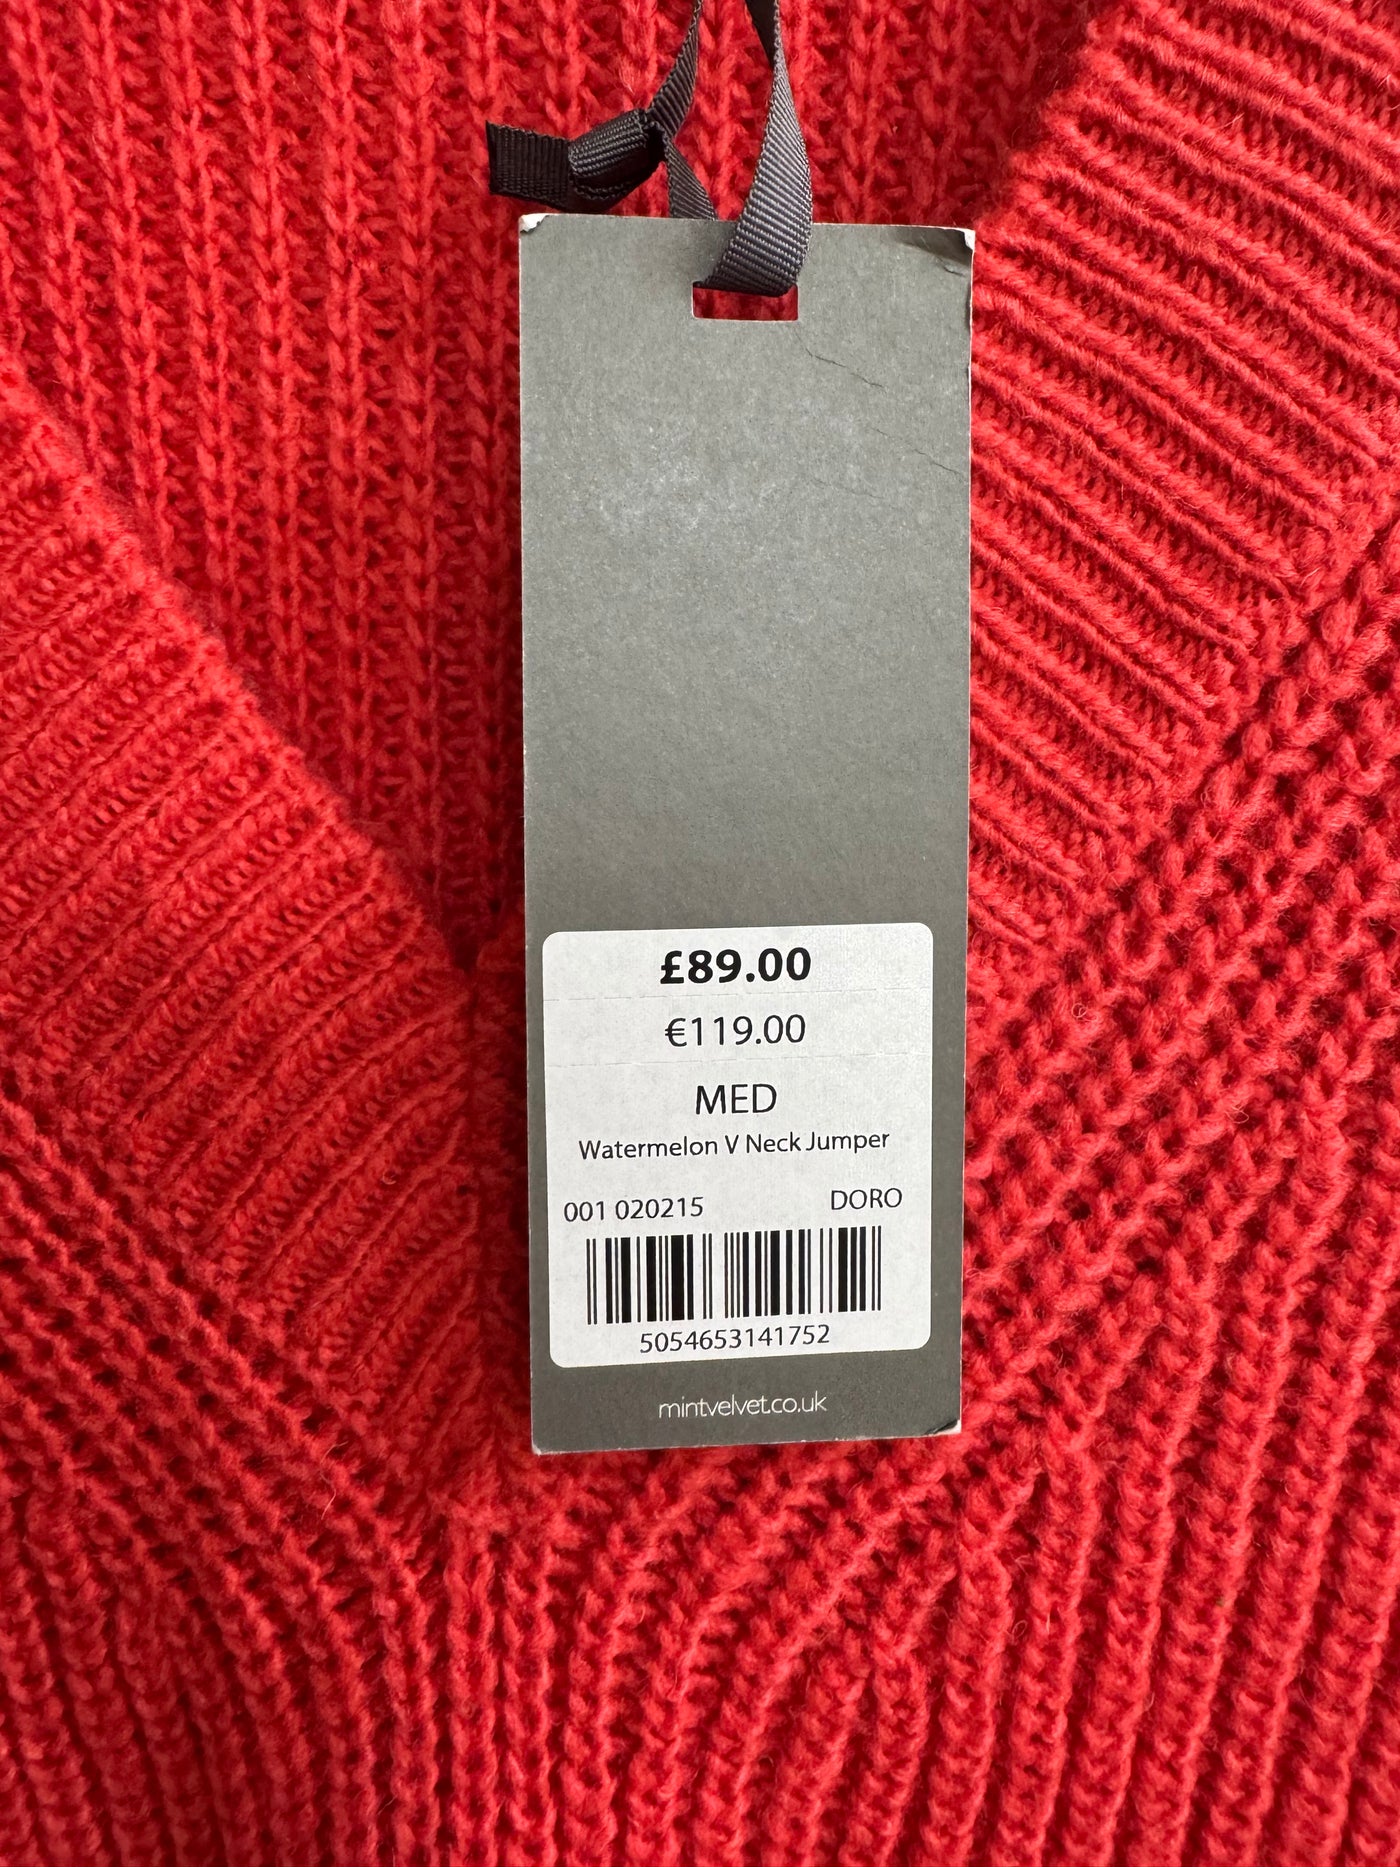 £89.00
€119.00
MED
Watermelon V Neck Jumper
001 020215 DORO
5054653141752
mintvelvet.co.uk